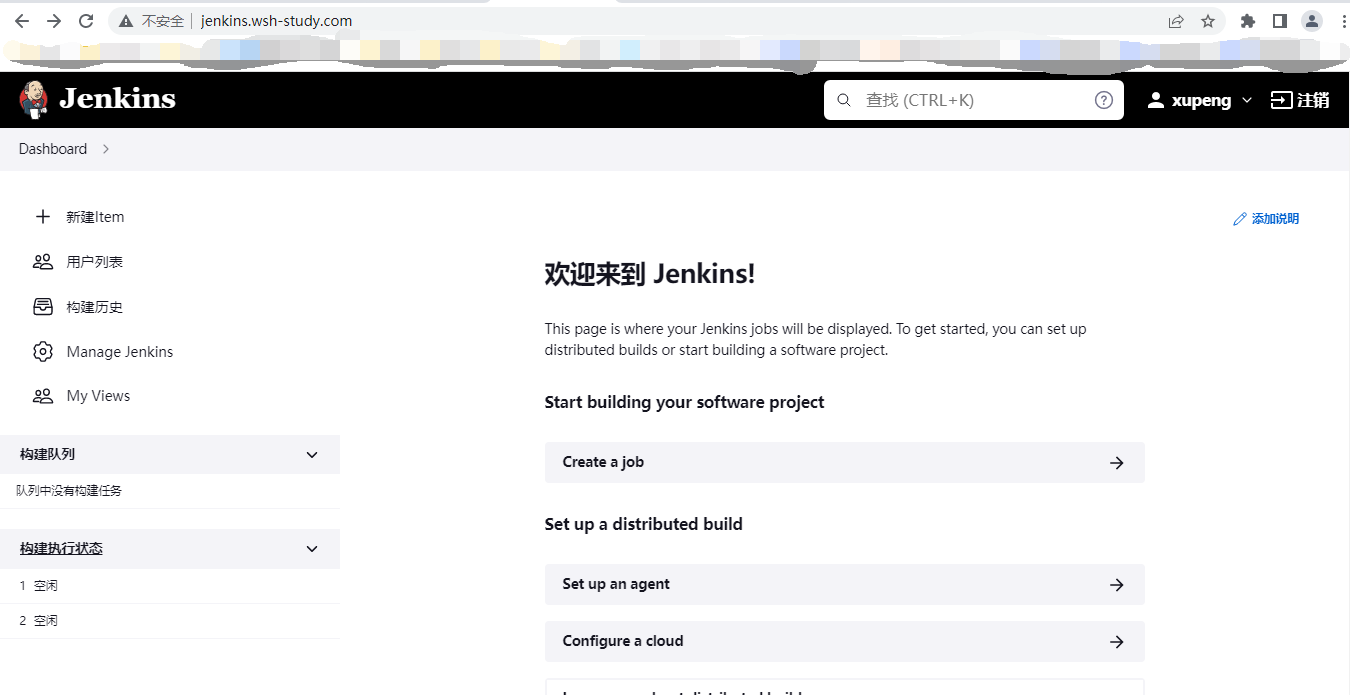 不安全 jenkins.wsh-study.com
Jenkins
查找 (CTRL+K)
xupeng
注销
Dashboard
新建Item
用户列表
构建历史
Manage Jenkins
My Views
构建队列
队列中没有构建任务
构建执行状态
1 空闲
2 空闲
添加说明
欢迎来到 Jenkins!
This page is where your Jenkins jobs will be displayed. To get started, you can set up
distributed builds or start building a software project.
Start building your software project
Create a job
Set up a distributed build
Set up an agent
Configure a cloud